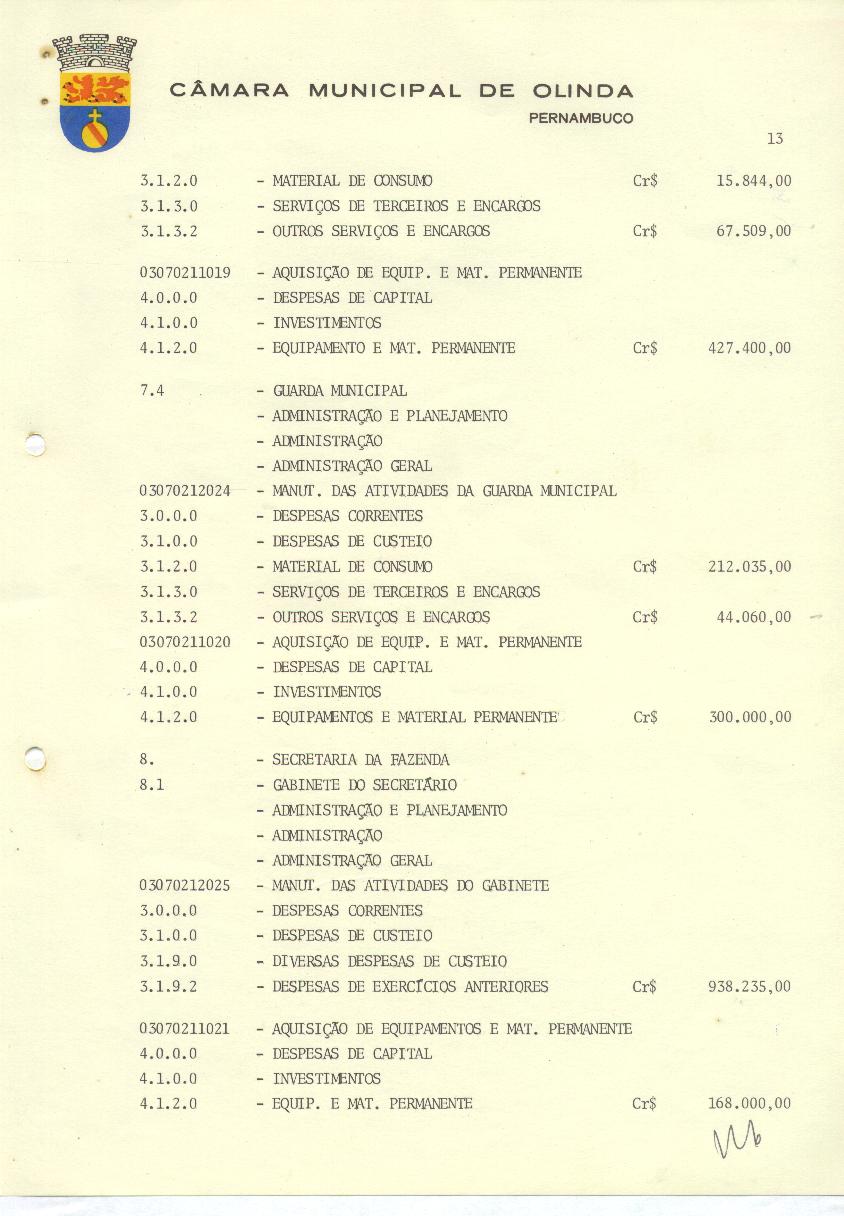 CÂMARA MUNICIPAL DE OLINDA
PERNAMBUCO
13
3.1.2.0 - MATERIAL DE CONSUMO Cr$ 15.844,00
3.1.3.0 - SERVIÇOS DE TERCEIROS E ENCARGOS
3.1.3.2 - OUTROS SERVIÇOS E ENCARGOS Cr$ 67.509,00
03070211019 - AQUISIÇÃO DE EQUIP. E MAT. PERMANENTE
4.0.0.0 - DESPESAS DE CAPITAL
4.1.0.0 - INVESTIMENTOS
4.1.2.0 - EQUIPAMENTO E MAT. PERMANENTE Cr$ 427.400,00
7.4 - GUARDA MUNICIPAL
- ADMINISTRAÇÃO E PLANEJAMENTO
- ADMINISTRAÇÃO
- ADMINISTRAÇÃO GERAL
03070212024 - MANUT. DAS ATIVIDADES DA GUARDA MUNICIPAL
3.0.0.0 - DESPESAS CORRENTES
3.1.0.0 - DESPESAS DE CUSTEIO
3.1.2.0 - MATERIAL DE CONSUMO Cr$ 212.035,00
3.1.3.0 - SERVIÇOS DE TERCEIROS E ENCARGOS
3.1.3.2 - OUTROS SERVIÇOS E ENCARGOS Cr$ 44.060,00
03070211020 - AQUISIÇÃO DE EQUIP. E MAT. PERMANENTE
4.0.0.0 - DESPESAS DE CAPITAL
4.1.0.0 - INVESTIMENTOS
4.1.2.0 - EQUIPAMENTOS E MATERIAL PERMANENTE Cr$ 300.000,00
8. - SECRETARIA DA FAZENDA
8.1 - GABINETE DO SECRETÁRIO
- ADMINISTRAÇÃO E PLANEJAMENTO
- ADMINISTRAÇÃO
- ADMINISTRAÇÃO GERAL
03070212025 - MANUT. DAS ATIVIDADES DO GABINETE
3.0.0.0 - DESPESAS CORRENTES
3.1.0.0 - DESPESAS DE CUSTEIO
3.1.9.0 - DIVERSAS DESPESAS DE CUSTEIO
3.1.9.2 - DESPESAS DE EXERCÍCIOS ANTERIORES Cr$ 938.235,00
03070211021 - AQUISIÇÃO DE EQUIPAMENTOS E MAT. PERMANENTE
4.0.0.0 - DESPESAS DE CAPITAL
4.1.0.0 - INVESTIMENTOS
4.1.2.0 - EQUIP. E MAT. PERMANENTE Cr$ 168.000,00